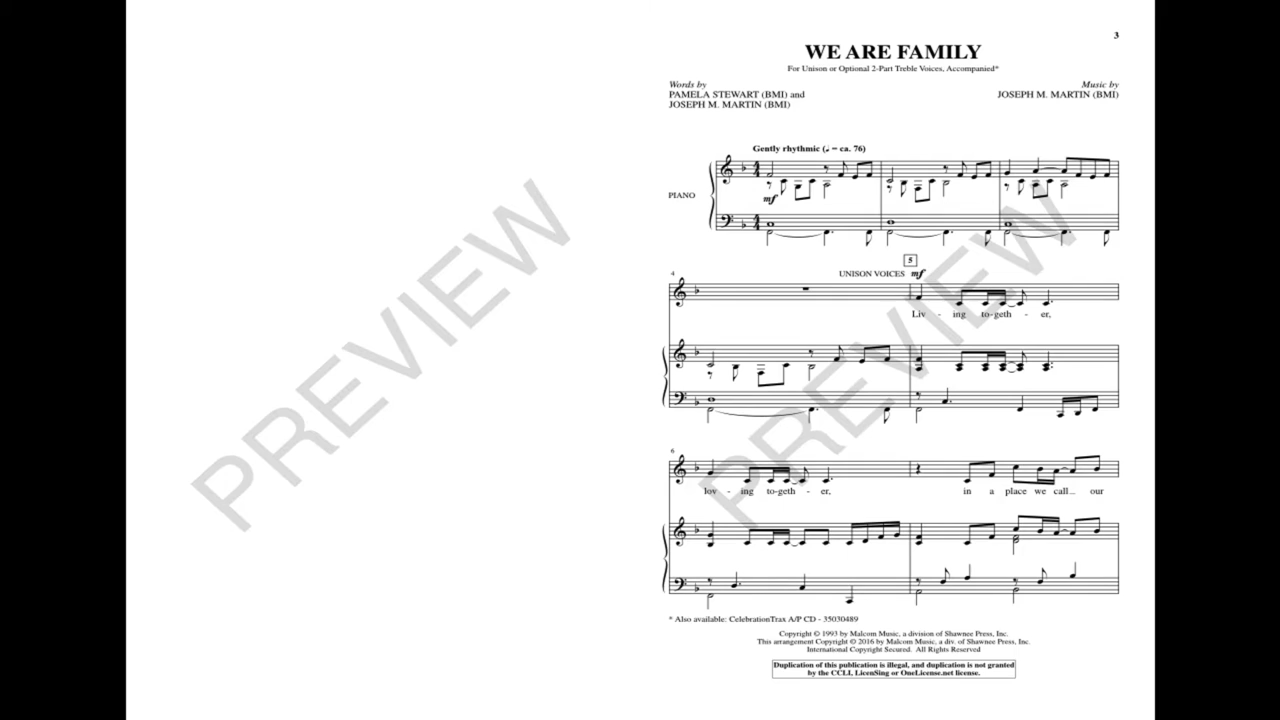 PREVIEW
3
WE ARE FAMILY
For Unison or Optional 2-Part Treble Voices, Accompanied*
Words by
PAMELA STEWART (BMI) and
JOSEPH M. MARTIN (BMI)
Music by
JOSEPH M. MARTIN (BMI)
Gently rhythmic (♩ = ca. 76)
PIANO
mf
5
4
UNISON VOICES mf
Liv - ing to-geth - er,
6
lov - ing to-geth - er, in a place we call our
PREVIEW
* Also available: CelebrationTrax A/P CD - 35030489
Copyright © 1993 by Malcom Music, a division of Shawnee Press, Inc.
This arrangement Copyright © 2016 by Malcom Music, a div. of Shawnee Press, Inc.
International Copyright Secured. All Rights Reserved
Duplication of this publication is illegal, and duplication is not granted
by the CCLI, LicenSing or OneLicense.net license.